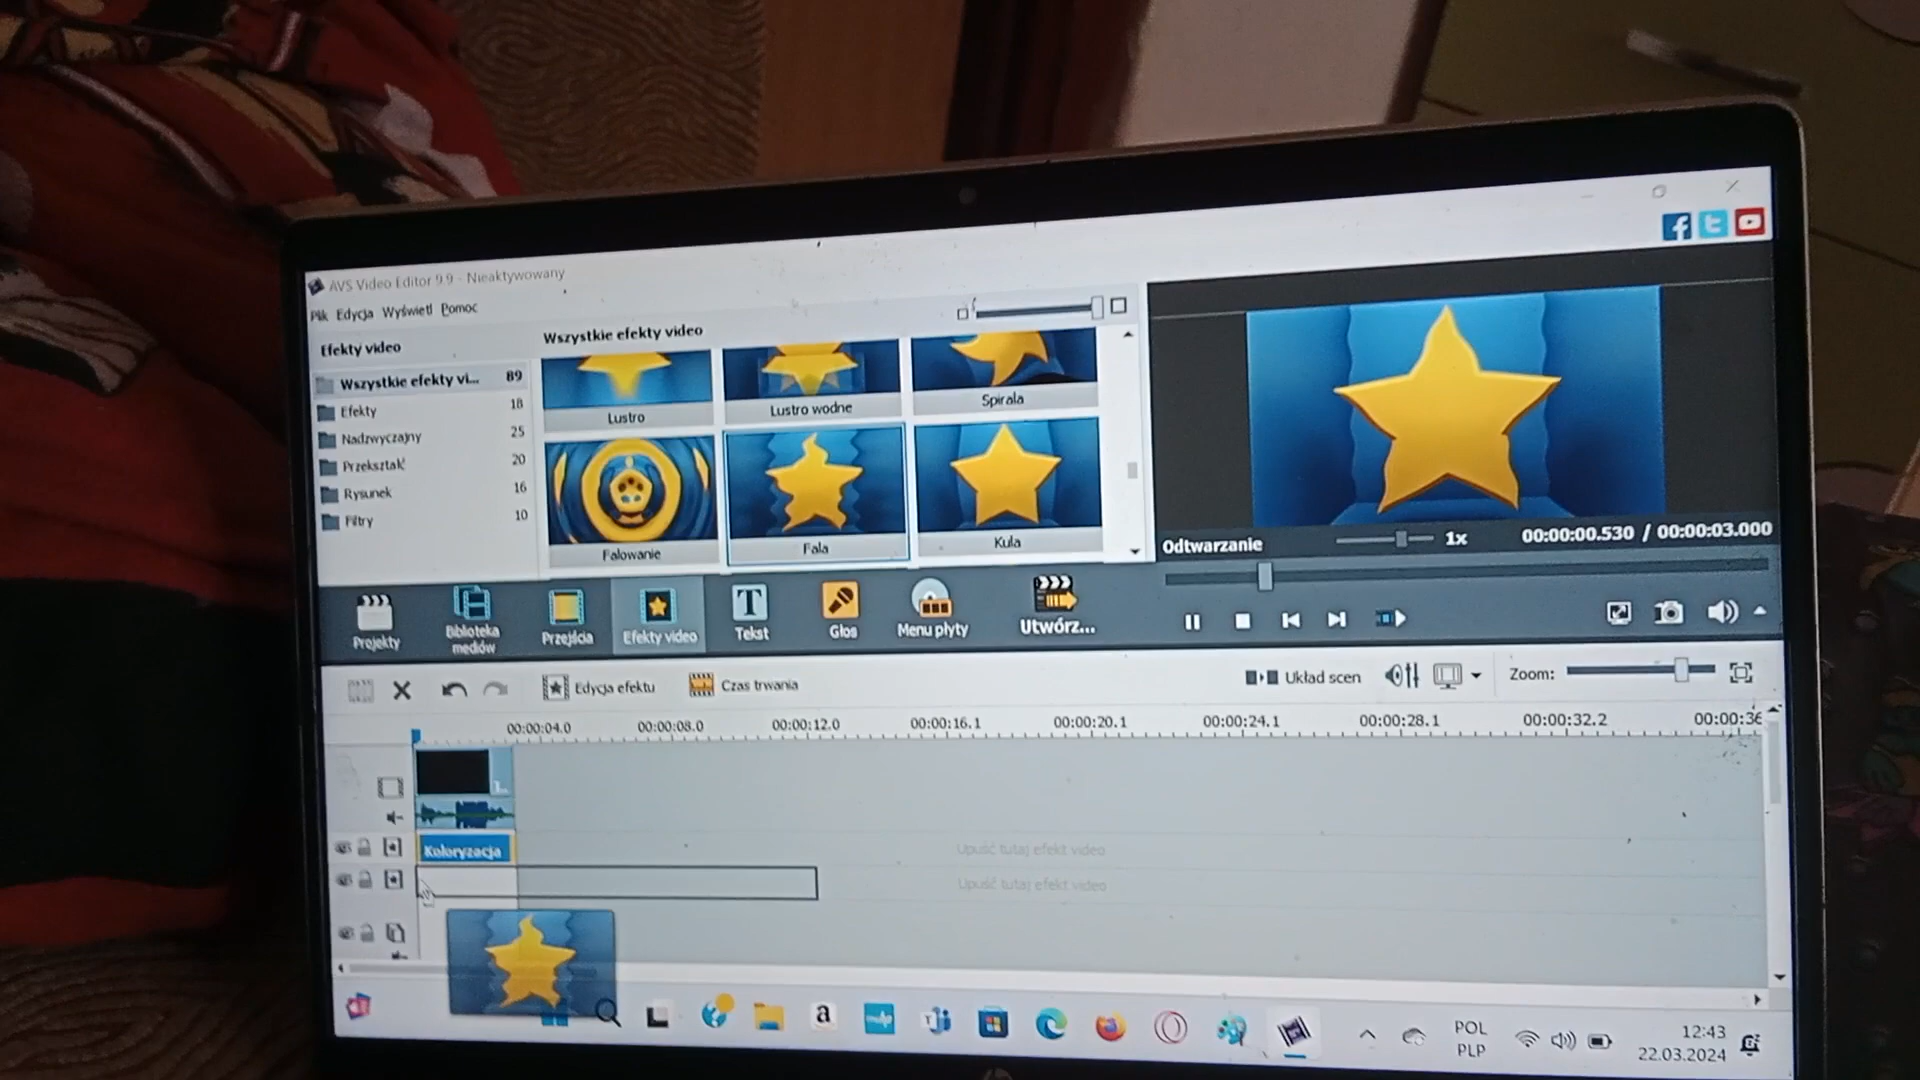 AVS Video Editor 9.9 - Nieaktywowany
Plik Edycja Wyświetl Pomoc
Efekty video
Wszystkie efekty vi... 89
Efekty 18
Nadzwyczajny 25
Przekształć 20
Rysunek 16
Filtry 10
Wszystkie efekty video
Lustro
Lustro wodne
Spirala
Falowanie
Fala
Kula
Odtwarzanie
1x
00:00:00.530 / 00:00:03.000
Projekty
Biblioteka
mediów
Przejścia
Efekty video
Tekst
Głos
Menu płyty
Utwórz...
Edycja efektu
Czas trwania
Układ scen
Zoom:
00:00:04.0
00:00:08.0
00:00:12.0
00:00:16.1
00:00:20.1
00:00:24.1
00:00:28.1
00:00:32.2
00:00:36
Koloryzacja
Upuść tutaj efekt video
Upuść tutaj efekt video
POL
PLP
12:43
22.03.2024